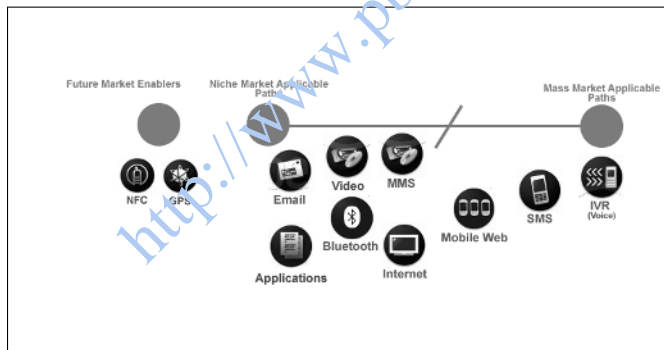 http://www.pu
Future Market Enablers
Niche Market Applicable
Paths
Mass Market Applicable
Paths
NFC
GPS
Email
Video
MMS
IVR
(Voice)
SMS
Mobile Web
Bluetooth
Internet
Applications